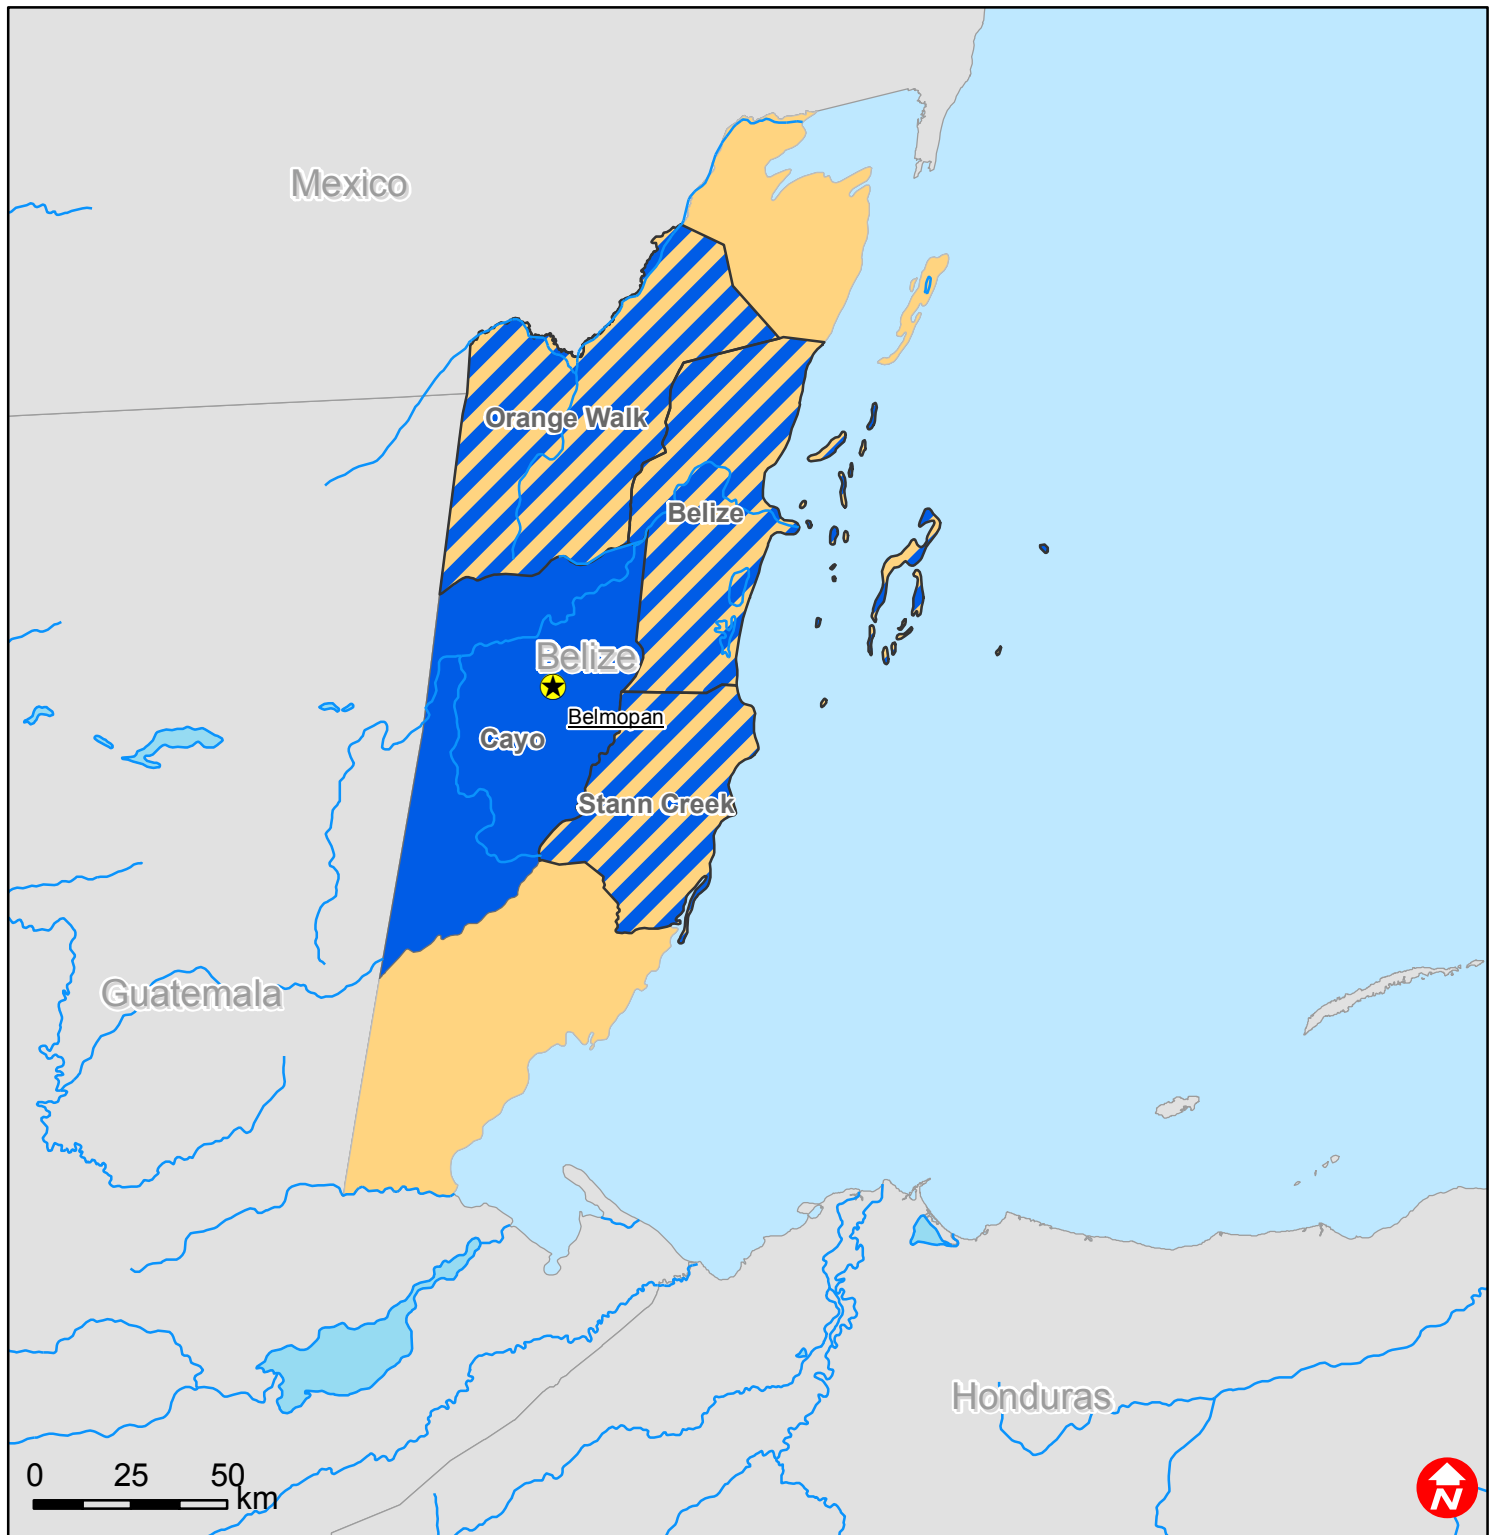 Mexico
Orange Walk
Belize
Belize
Belmopan
Cayo
Stann Creek
Guatemala
Honduras
0 25 50
km
N